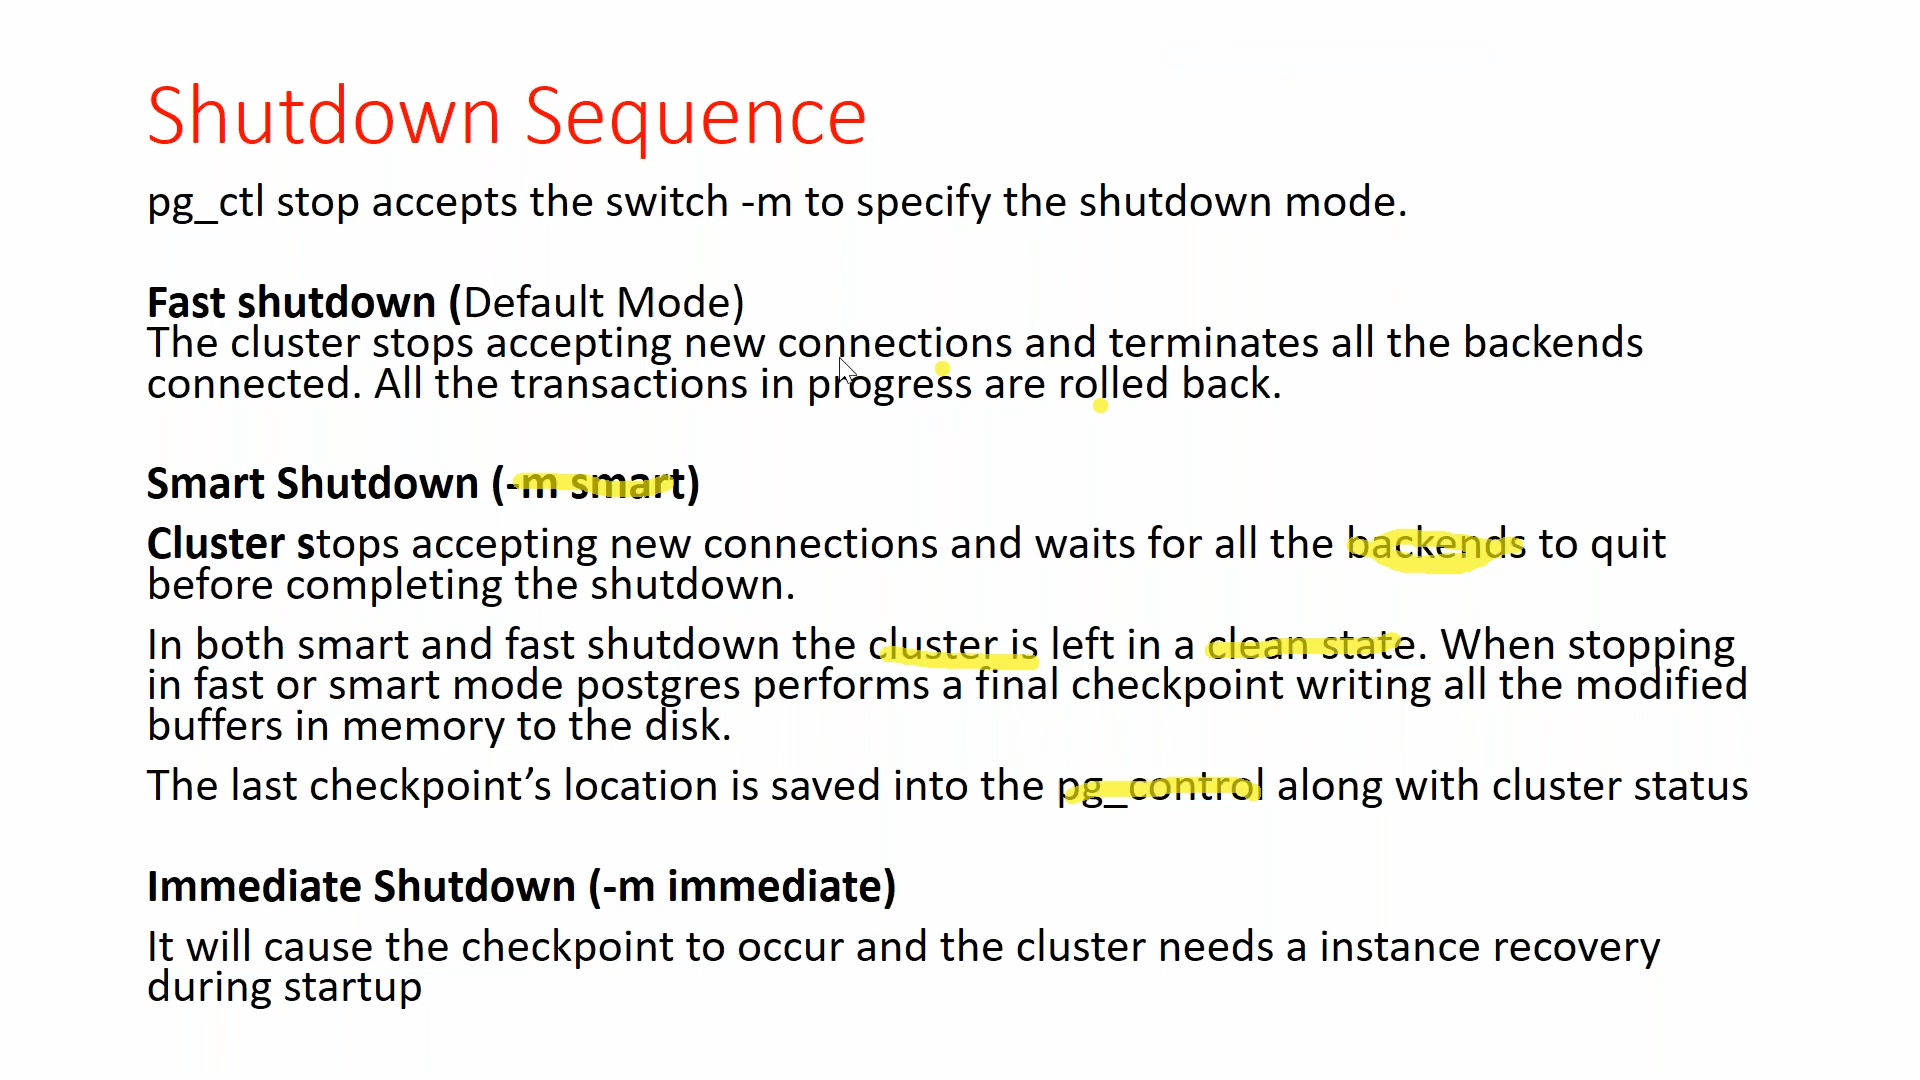 Shutdown Sequence
pg_ctl stop accepts the switch -m to specify the shutdown mode.
Fast shutdown (Default Mode)
The cluster stops accepting new connections and terminates all the backends
connected. All the transactions in progress are rolled back.
Smart Shutdown (-m smart)
Cluster stops accepting new connections and waits for all the backends to quit
before completing the shutdown.
In both smart and fast shutdown the cluster is left in a clean state. When stopping
in fast or smart mode postgres performs a final checkpoint writing all the modified
buffers in memory to the disk.
The last checkpoint’s location is saved into the pg_control along with cluster status
Immediate Shutdown (-m immediate)
It will cause the checkpoint to occur and the cluster needs a instance recovery
during startup